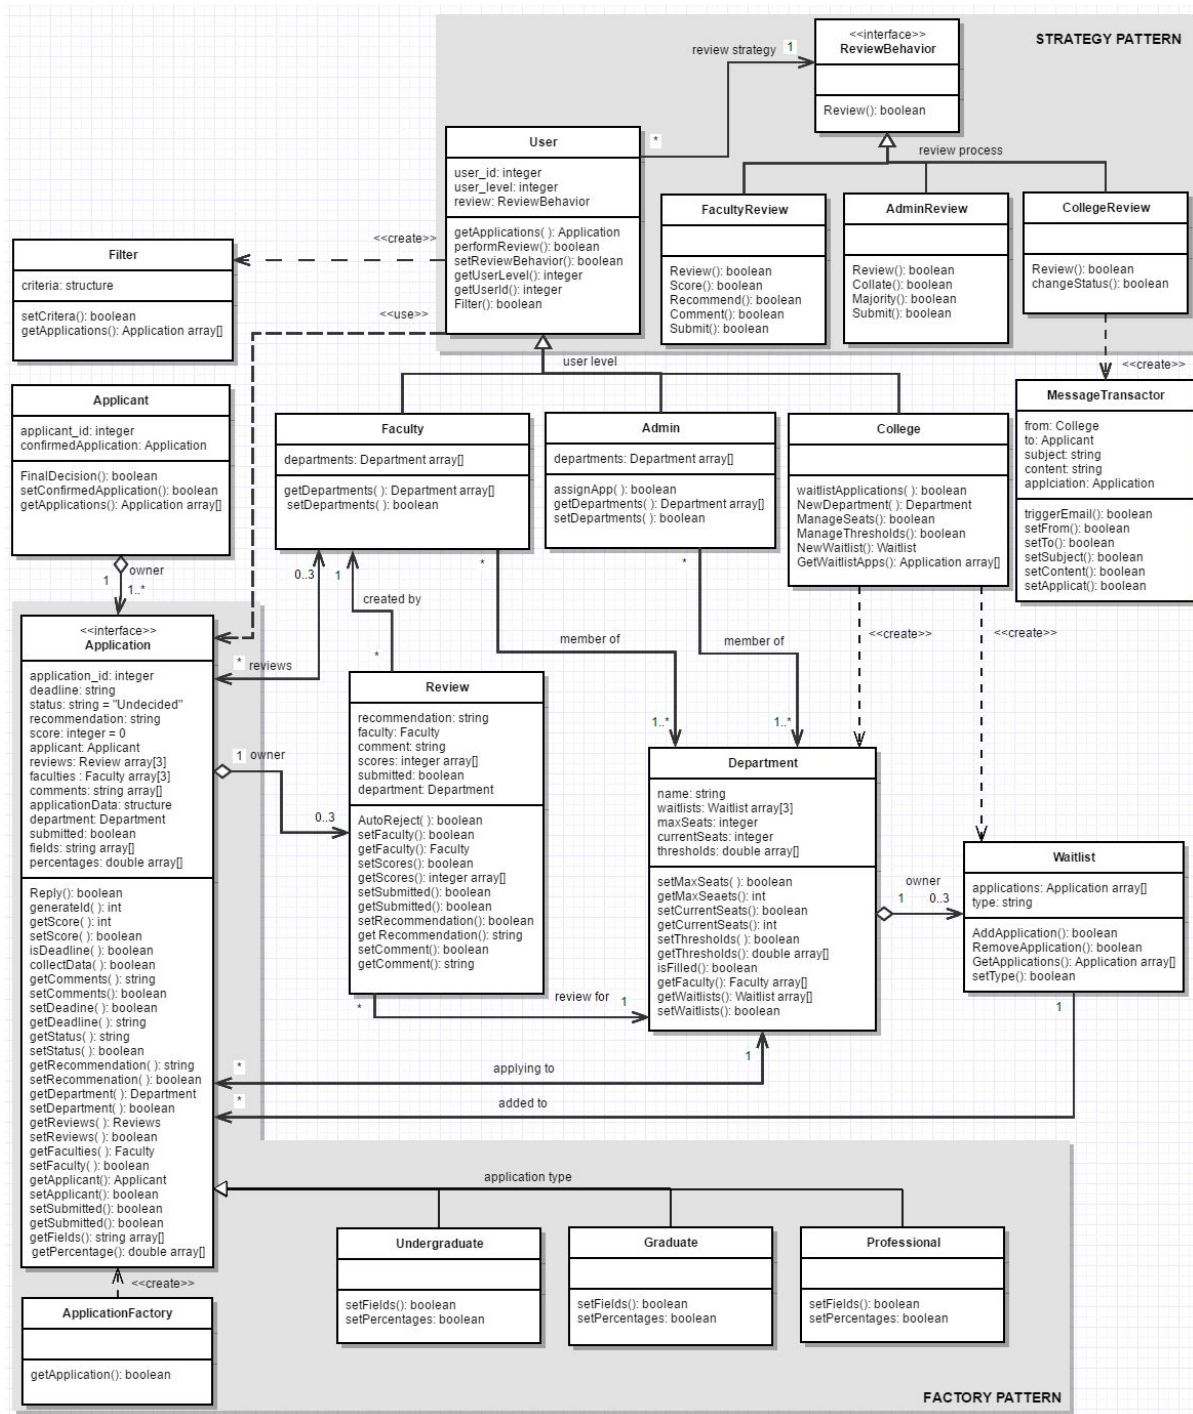 <<interface>>
ReviewBehavior
Review(): boolean
STRATEGY PATTERN
review strategy
1
*
review process
User
user_id: integer
user_level: integer
review: ReviewBehavior
getApplications( ): Application
performReview(): boolean
setReviewBehavior(): boolean
getUserLevel(): integer
getUserId(): integer
Filter(): boolean
FacultyReview
Review(): boolean
Score(): boolean
Recommend(): boolean
Comment(): boolean
Submit(): boolean
AdminReview
Review(): boolean
Collate(): boolean
Majority(): boolean
Submit(): boolean
CollegeReview
Review(): boolean
changeStatus(): boolean
<<create>>
Filter
criteria: structure
setCritera(): boolean
getApplications(): Application array[]
<<use>>
user level
<<create>>
Applicant
applicant_id: integer
confirmedApplication: Application
FinalDecision(): boolean
setConfirmedApplication(): boolean
getApplications(): Application array[]
Faculty
departments: Department array[]
getDepartments( ): Department array[]
setDepartments( ): boolean
Admin
departments: Department array[]
assignApp( ): boolean
getDepartments( ): Department array[]
setDepartments( ): boolean
College
waitlistApplications( ): boolean
NewDepartment( ): Department
ManageSeats(): boolean
ManageThresholds(): boolean
NewWaitlist(): Waitlist
GetWaitlistApps(): Application array[]
MessageTransactor
from: College
to: Applicant
subject: string
content: string
applciation: Application
triggerEmail(): boolean
setFrom(): boolean
setTo(): boolean
setSubject(): boolean
setContent(): boolean
setApplicat(): boolean
owner
1
1..*
0..3
1
*
*
created by
member of
member of
<<create>>
<<create>>
* reviews
*
1..*
1..*
<<interface>>
Application
application_id: integer
deadline: string
status: string = "Undecided"
recommendation: string
score: integer = 0
applicant: Applicant
reviews: Review array[3]
faculties : Faculty array[3]
comments: string array[]
applicationData: structure
department: Department
submitted: boolean
fields: string array[]
percentages: double array[]
Reply(): boolean
generateId( ): int
getScore( ): int
setScore( ): boolean
isDeadline( ): boolean
collectData( ): boolean
getComments( ): string
setComments( ): boolean
setDeadine( ): boolean
getDeadline( ): string
getStatus( ): string
setStatus( ): boolean
getRecommendation( ): string
setRecommenation( ): boolean
getDepartment( ): Department
setDepartment( ): boolean
getReviews( ): Reviews
setReviews( ): boolean
getFaculties( ): Faculty
setFaculty( ): boolean
getApplicant(): Applicant
setApplicant(): boolean
setSubmitted(): boolean
getSubmitted(): boolean
getFields(): string array[]
getPercentage(): double array[]
1 owner
0..3
Review
recommendation: string
faculty: Faculty
comment: string
scores: integer array[]
submitted: boolean
department: Department
AutoReject( ): boolean
setFaculty(): boolean
getFaculty(): Faculty
setScores(): boolean
getScores(): integer array[]
setSubmitted(): boolean
getSubmitted(): boolean
setRecommendation(): boolean
get Recommendation(): string
setComment(): boolean
getComment(): string
Department
name: string
waitlists: Waitlist array[3]
maxSeats: integer
currentSeats: integer
thresholds: double array[]
setMaxSeats( ): boolean
getMaxSeaets(): int
setCurrentSeats(): boolean
getCurrentSeats(): int
setThresholds( ): boolean
getThresholds(): double array[]
isFilled(): boolean
getFaculty(): Faculty array[]
getWaitlists(): Waitlist array[]
setWaitlists(): boolean
owner
1
0..3
Waitlist
applications: Application array[]
type: string
AddApplication(): boolean
RemoveApplication(): boolean
GetApplications(): Application array[]
setType(): boolean
*
review for
1
1
1
*
applying to
*
added to
application type
Undergraduate
setFields(): boolean
setPercentages: boolean
Graduate
setFields(): boolean
setPercentages: boolean
Professional
setFields(): boolean
setPercentages: boolean
<<create>>
ApplicationFactory
getApplication(): boolean
FACTORY PATTERN